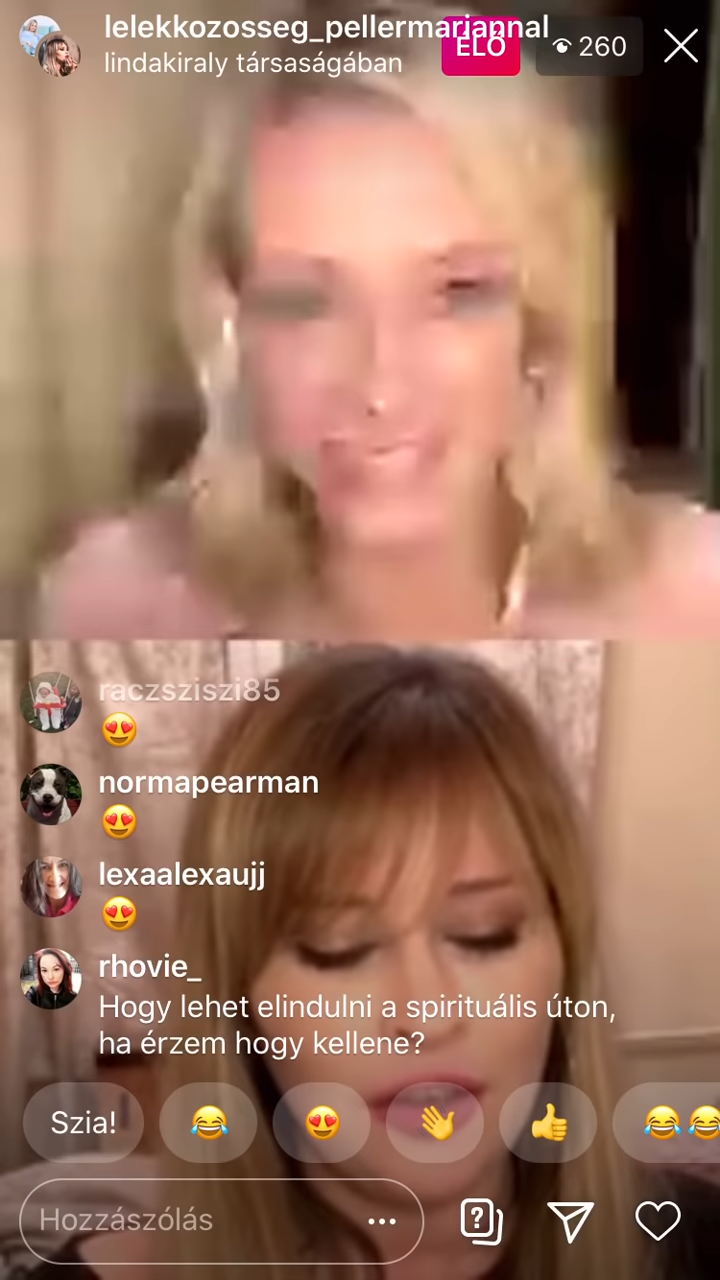 lelekkozosseg_pellermariannal
lindakiraly társaságában
ÉLŐ
260
raczsziszi85
😍
normapearman
😍
lexaalexaujj
😍
rhovie_
Hogy lehet elindulni a spirituális úton,
ha érzem hogy kellene?
Szia! 😂 😍 👋 👍 😂😂
Hozzászólás